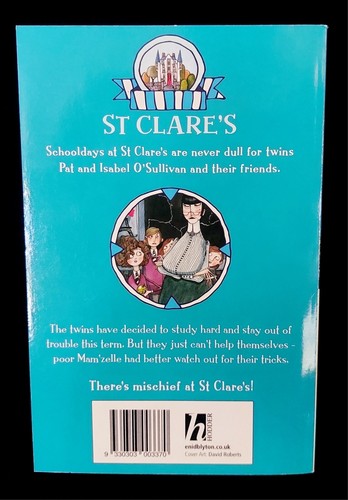 ST CLARE'S
Schooldays at St Clare's are never dull for twins
Pat and Isabel O'Sullivan and their friends.
The twins have decided to study hard and stay out of
trouble this term. But they just can't help themselves -
poor Mam'zelle had better watch out for their tricks.
There's mischief at St Clare's!
h
HODDER
enidblyton.co.uk
Cover Art: David Roberts
9 330303 003370